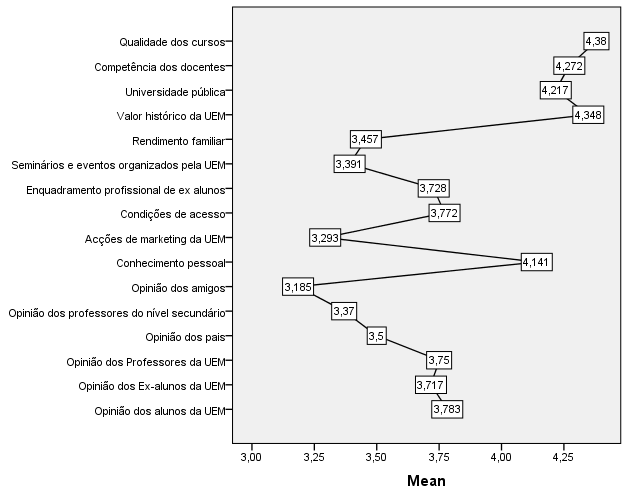 Qualidade dos cursos 4,38
Competência dos docentes 4,272
Universidade pública 4,217
Valor histórico da UEM 4,348
Rendimento familiar 3,457
Seminários e eventos organizados pela UEM 3,391
Enquadramento profissional de ex alunos 3,728
Condições de acesso 3,772
Acções de marketing da UEM 3,293
Conhecimento pessoal 4,141
Opinião dos amigos 3,185
Opinião dos professores do nível secundário 3,37
Opinião dos pais 3,5
Opinião dos Professores da UEM 3,75
Opinião dos Ex-alunos da UEM 3,717
Opinião dos alunos da UEM 3,783
3,00 3,25 3,50 3,75 4,00 4,25
Mean